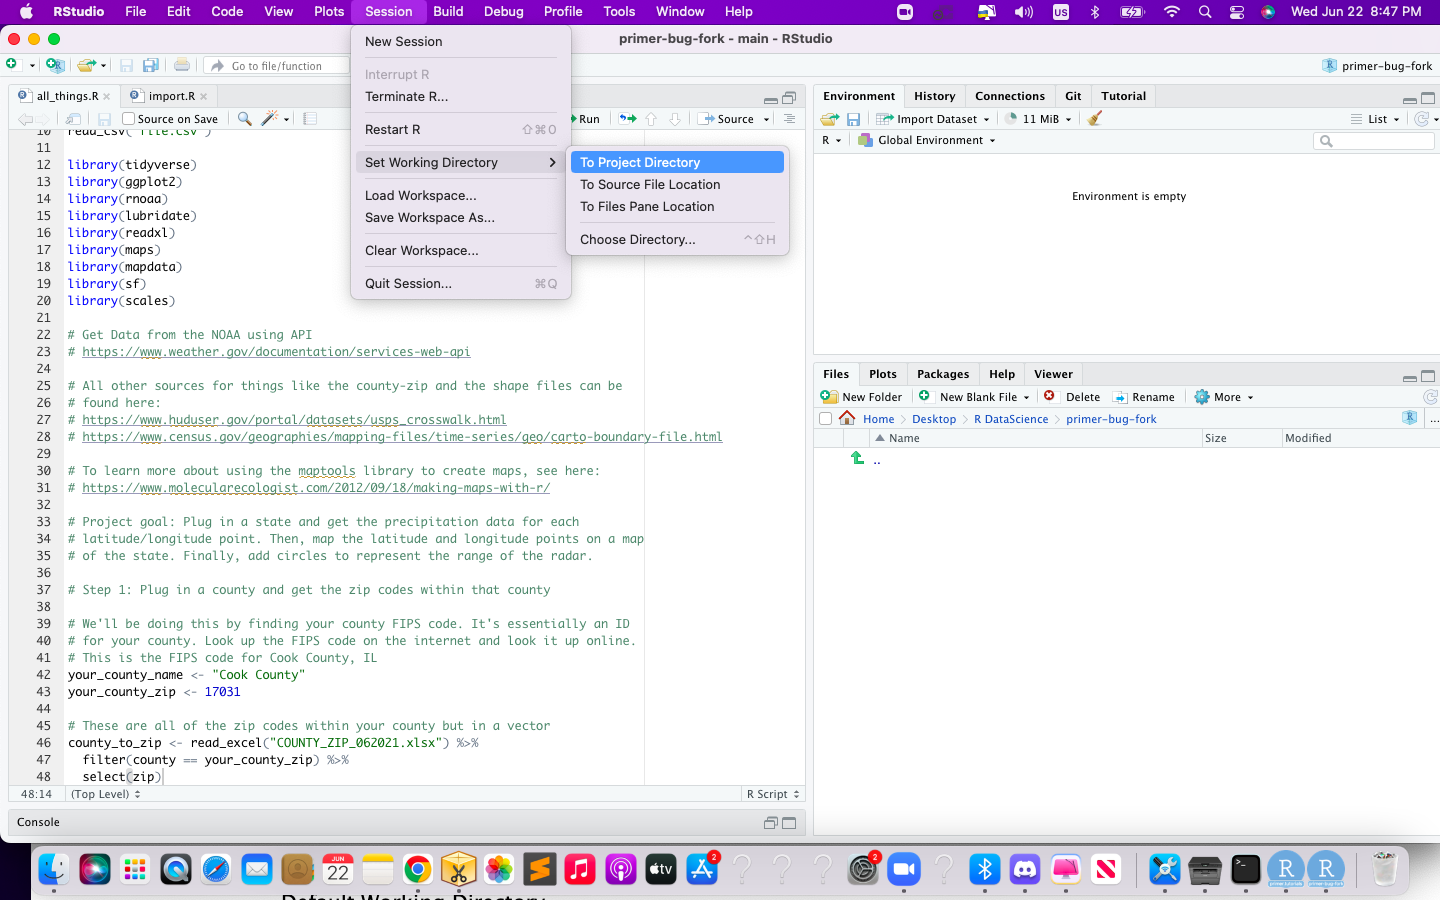 RStudio File Edit Code View Plots Session Build Debug Profile Tools Window Help US Wed Jun 22 8:47 PM
primer-bug-fork - main - RStudio
Go to file/function
primer-bug-fork
New Session
Interrupt R
Terminate R...
Restart R ⇧⌘0
Set Working Directory
Load Workspace...
Save Workspace As...
Clear Workspace...
Quit Session... ⌘Q
To Project Directory
To Source File Location
To Files Pane Location
Choose Directory... ^⇧H
all_things.R import.R
Source on Save Run Source
10 read_csv("file.csv")
11
12 library(tidyverse)
13 library(ggplot2)
14 library(rnoaa)
15 library(lubridate)
16 library(readxl)
17 library(maps)
18 library(mapdata)
19 library(sf)
20 library(scales)
21
22 # Get Data from the NOAA using API
23 # https://www.weather.gov/documentation/services-web-api
24
25 # All other sources for things like the county-zip and the shape files can be
26 # found here:
27 # https://www.huduser.gov/portal/datasets/usps_crosswalk.html
28 # https://www.census.gov/geographies/mapping-files/time-series/geo/carto-boundary-file.html
29
30 # To learn more about using the maptools library to create maps, see here:
31 # https://www.molecularecologist.com/2012/09/18/making-maps-with-r/
32
33 # Project goal: Plug in a state and get the precipitation data for each
34 # latitude/longitude point. Then, map the latitude and longitude points on a map
35 # of the state. Finally, add circles to represent the range of the radar.
36
37 # Step 1: Plug in a county and get the zip codes within that county
38
39 # We'll be doing this by finding your county FIPS code. It's essentially an ID
40 # for your county. Look up the FIPS code on the internet and look it up online.
41 # This is the FIPS code for Cook County, IL
42 your_county_name <- "Cook County"
43 your_county_zip <- 17031
44
45 # These are all of the zip codes within your county but in a vector
46 county_to_zip <- read_excel("COUNTY_ZIP_062021.xlsx") %>%
47 filter(county == your_county_zip) %>%
48 select(zip)
48:14 (Top Level) R Script
Console
Environment History Connections Git Tutorial
Import Dataset 11 MiB List
R Global Environment
Environment is empty
Files Plots Packages Help Viewer
New Folder New Blank File Delete Rename More
Home Desktop R DataScience primer-bug-fork ...
Name Size Modified
..
JUN
22
tv
2
2
R R
Default Working Directory